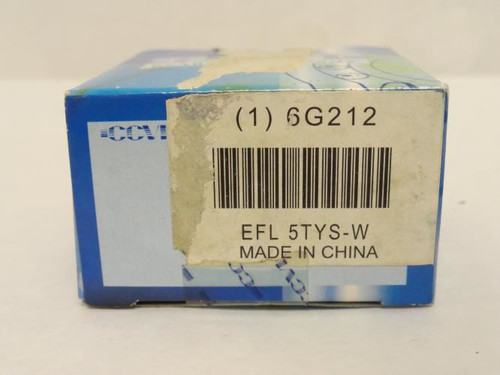 (1) 6G212
EFL 5TYS-W
MADE IN CHINA